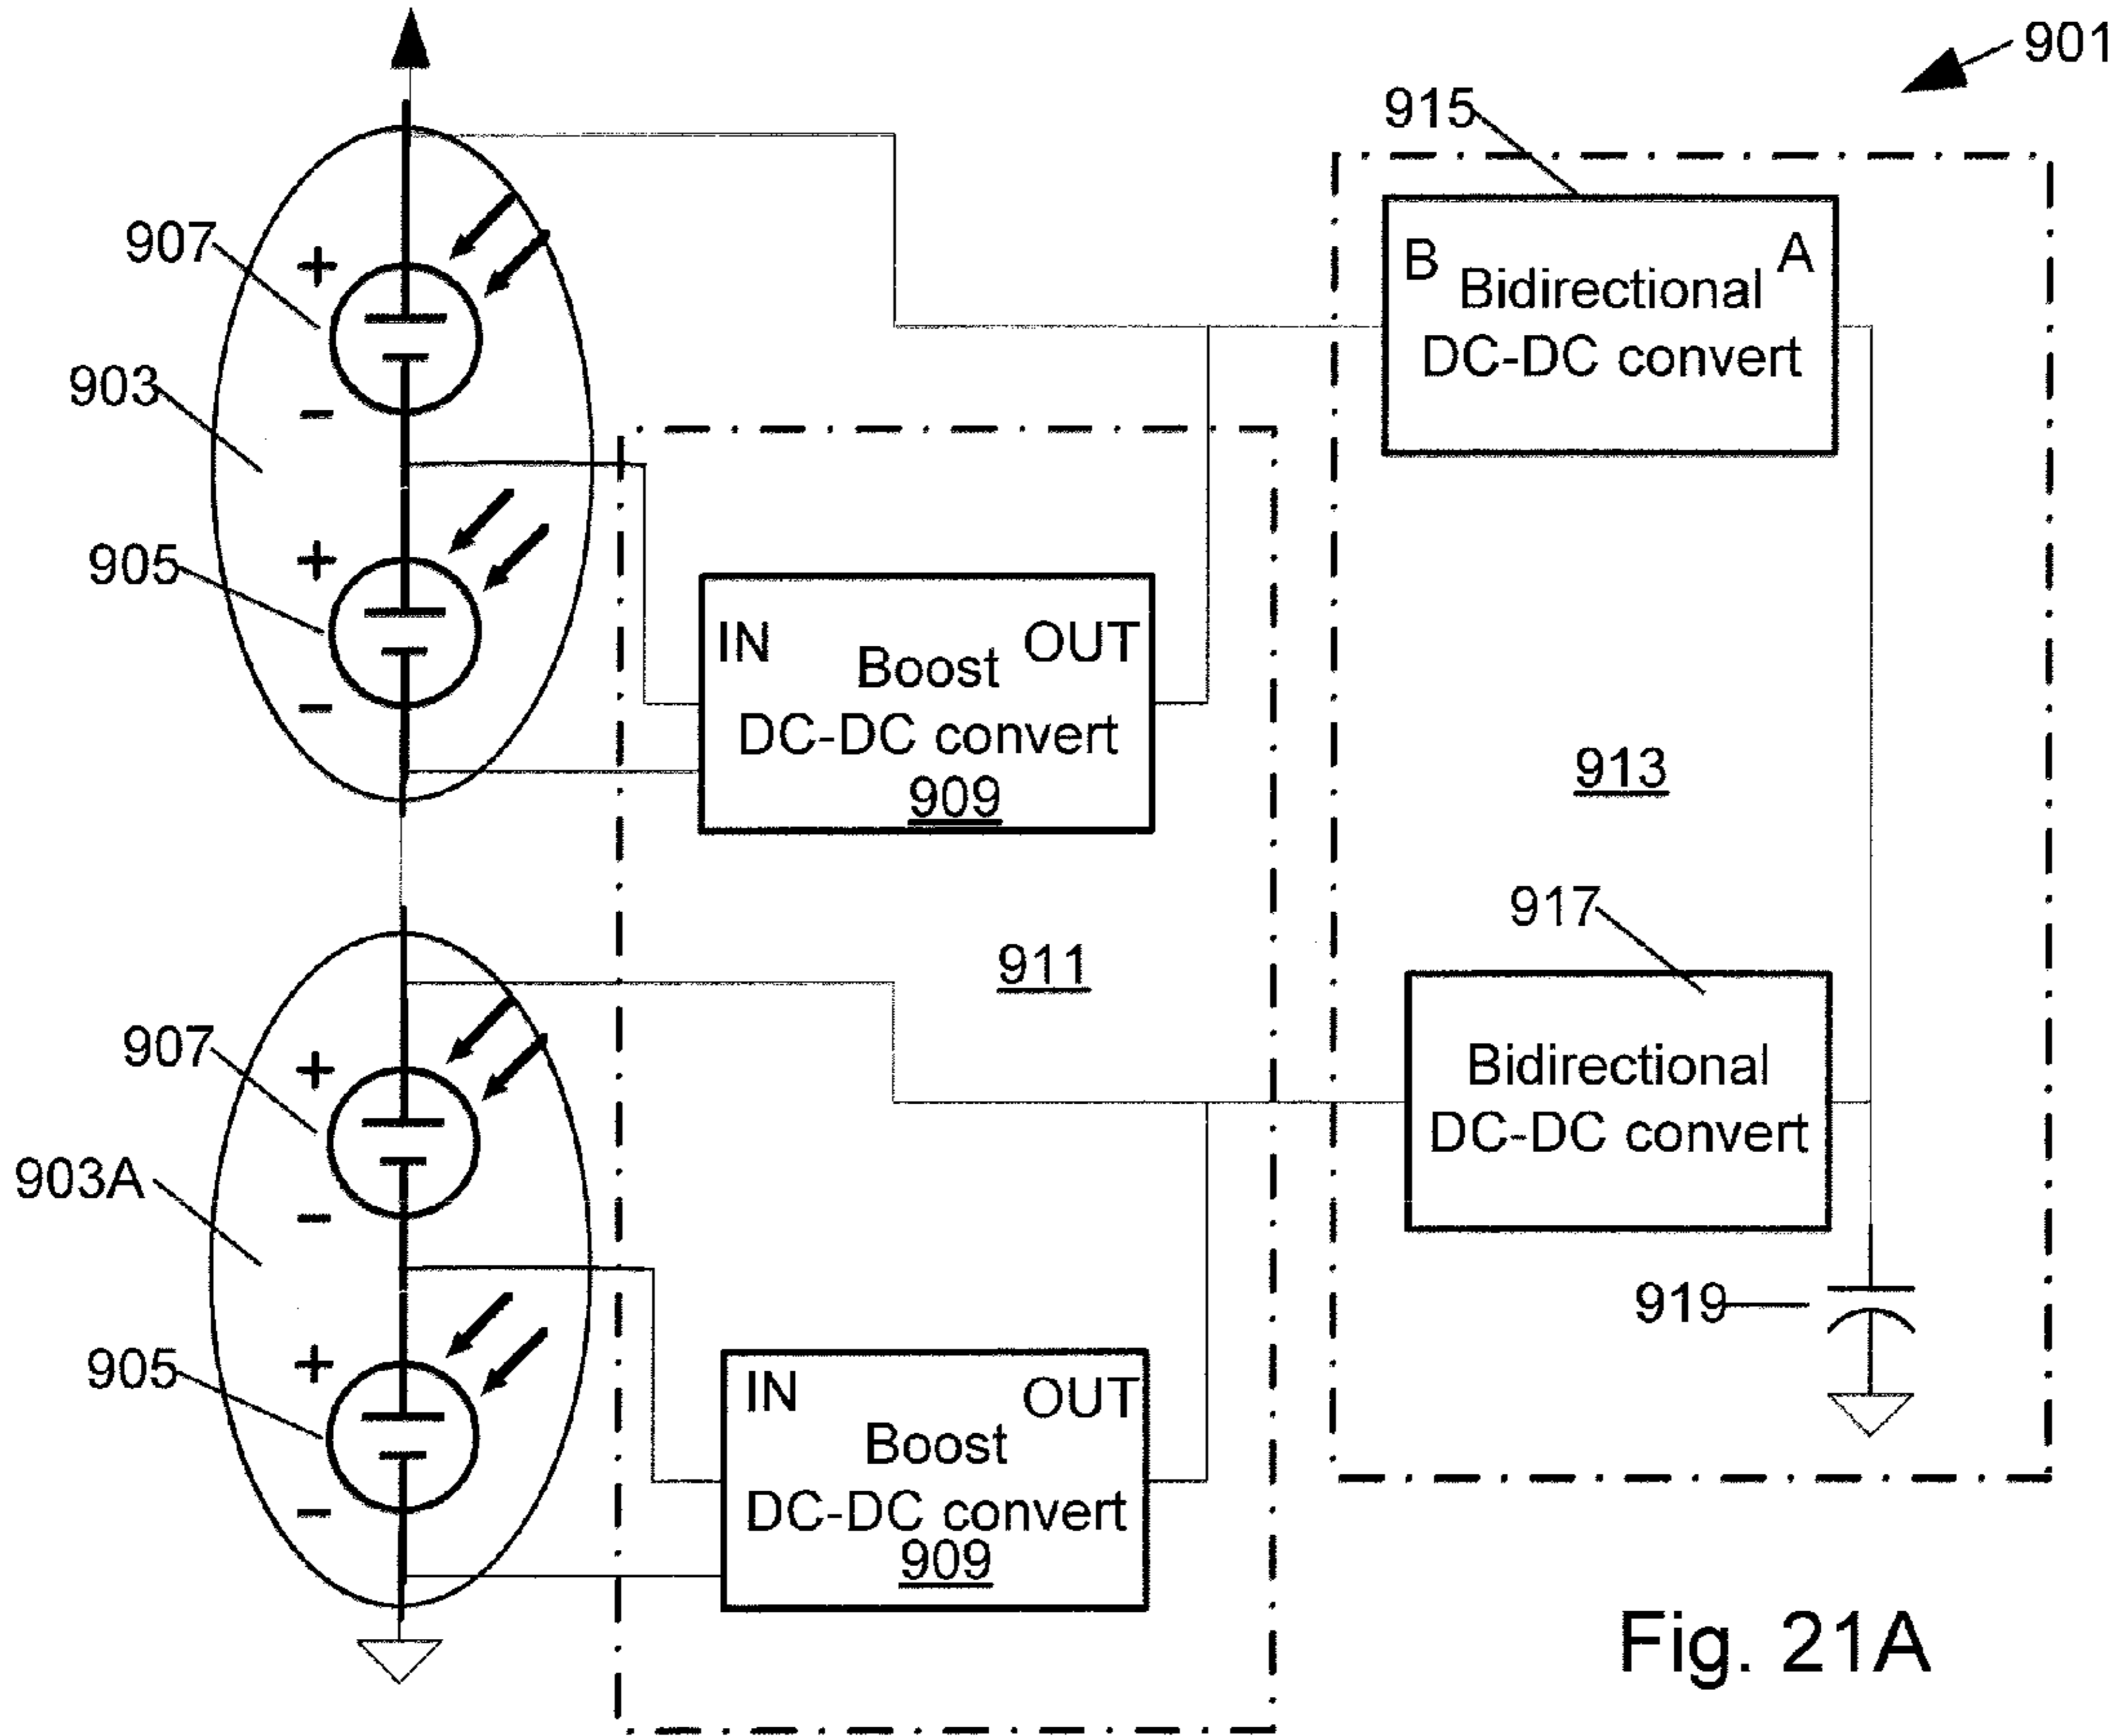 901
915
B
A
Bidirectional
DC-DC convert
907
+
−
903
+
905
−
IN
OUT
Boost
DC-DC convert
909
913
917
911
Bidirectional
DC-DC convert
907
+
−
903A
+
905
−
919
IN
OUT
Boost
DC-DC convert
909
Fig. 21A